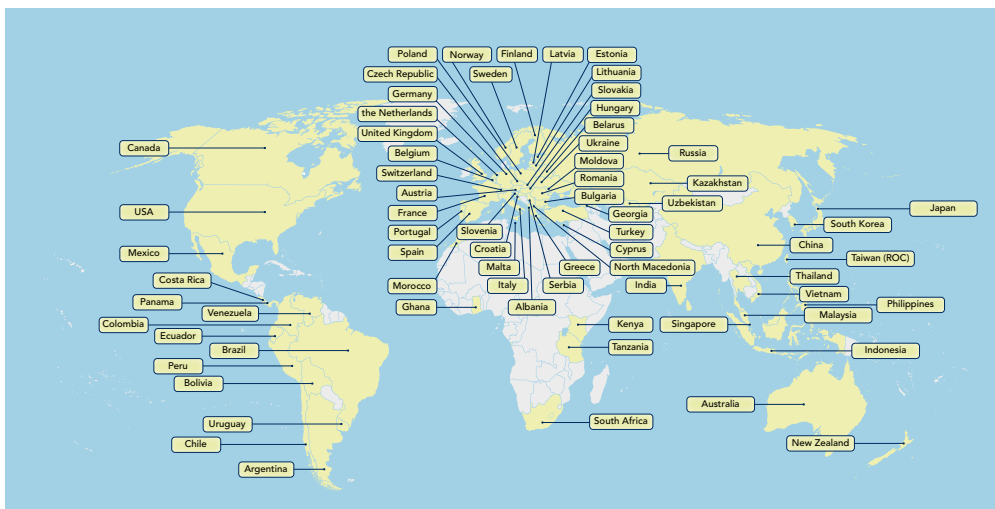 Poland
Norway
Finland
Latvia
Estonia
Czech Republic
Sweden
Lithuania
Germany
Slovakia
the Netherlands
Hungary
United Kingdom
Belarus
Belgium
Ukraine
Switzerland
Moldova
Austria
Romania
France
Bulgaria
Portugal
Slovenia
Georgia
Spain
Croatia
Turkey
Malta
Cyprus
Morocco
Italy
Greece
North Macedonia
Ghana
Serbia
Albania
Canada
USA
Mexico
Costa Rica
Panama
Venezuela
Colombia
Ecuador
Brazil
Peru
Bolivia
Uruguay
Chile
Argentina
Russia
Kazakhstan
Uzbekistan
Japan
South Korea
China
Taiwan (ROC)
India
Thailand
Vietnam
Philippines
Singapore
Malaysia
Kenya
Tanzania
Indonesia
South Africa
Australia
New Zealand